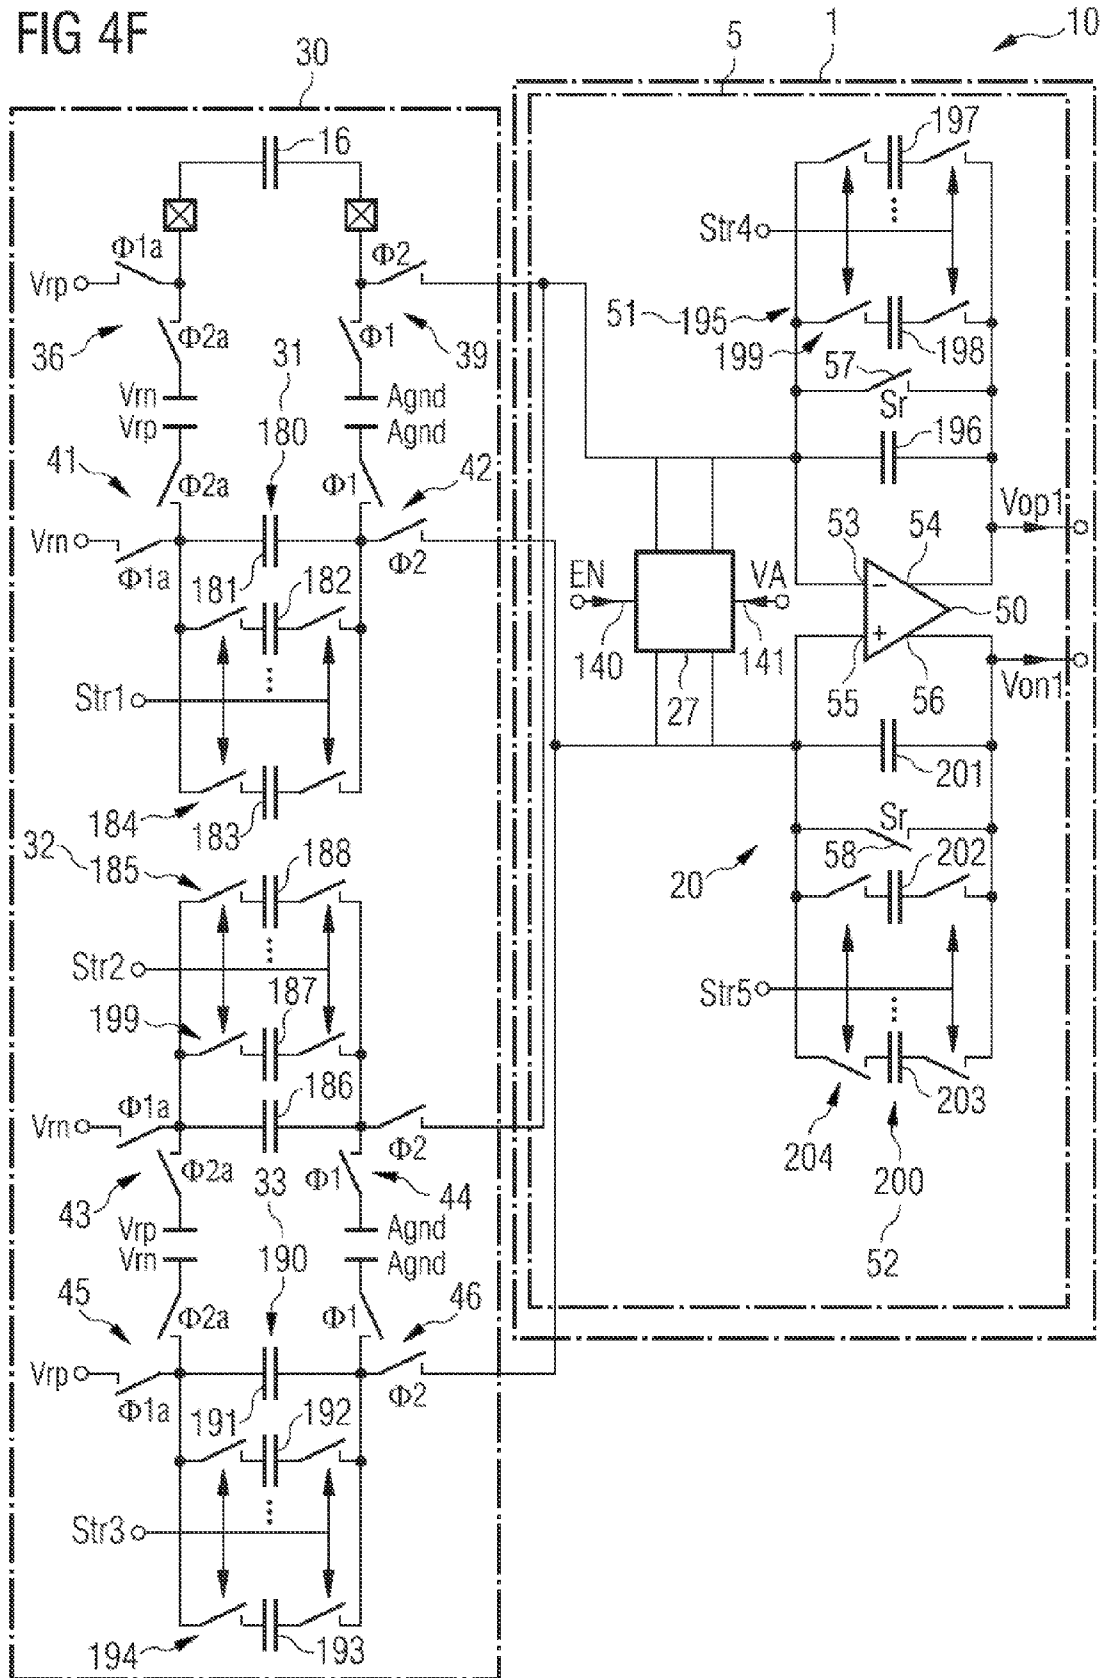 FIG 4F
30
5
1
10
16
197
Φ1a
Φ2
Str4
Vrp
51
195
36
Φ2a
31
Φ1
39
199
198
57
Vrn
Agnd
Sr
Vrp
180
Agnd
196
41
Φ2a
Φ1
42
Vop1
Vrn
53
54
Φ1a
181
182
Φ2
EN
VA
−
50
+
140
141
Str1
27
55
56
Von1
201
184
183
Sr
32
185
188
20
58
202
Str2
187
Str5
199
186
Φ1a
203
Vrn
Φ2
204
Φ2a
33
Φ1
44
200
43
Vrp
Agnd
Vrn
190
Agnd
52
45
Φ2a
Φ1
46
Vrp
Φ1a
191
192
Φ2
Str3
194
193